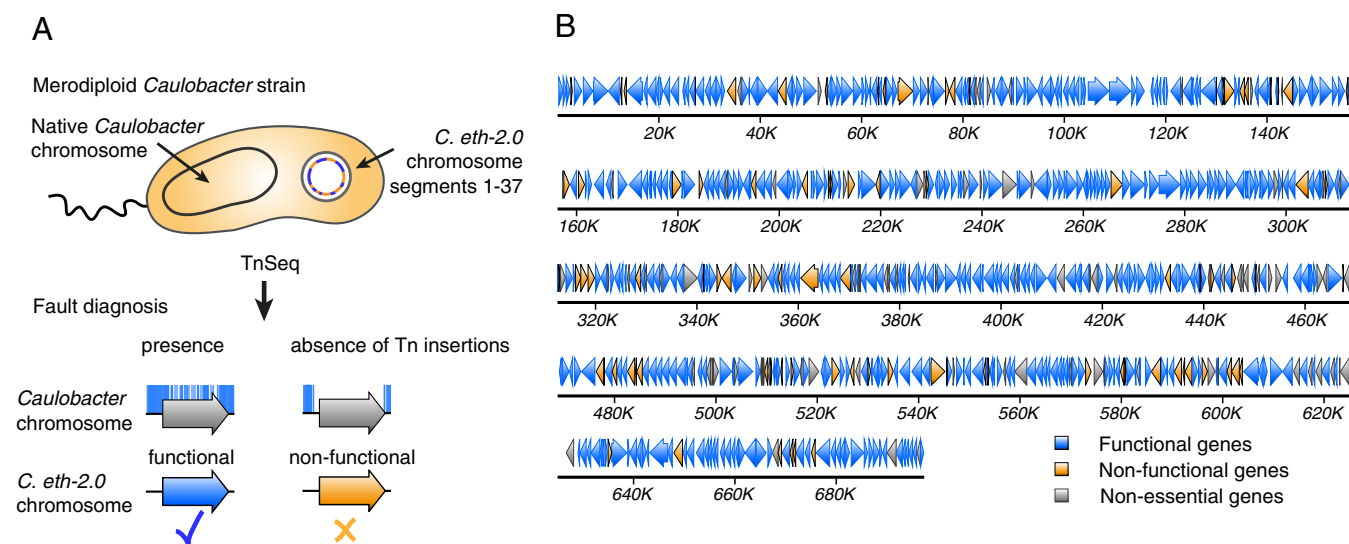 A
Merodiploid Caulobacter strain
Native Caulobacter
chromosome
C. eth-2.0
chromosome
segments 1-37
TnSeq
Fault diagnosis
presence
absence of Tn insertions
Caulobacter
chromosome
functional
non-functional
C. eth-2.0
chromosome
B
20K 40K 60K 80K 100K 120K 140K
160K 180K 200K 220K 240K 260K 280K 300K
320K 340K 360K 380K 400K 420K 440K 460K
480K 500K 520K 540K 560K 580K 600K 620K
640K 660K 680K
Functional genes
Non-functional genes
Non-essential genes